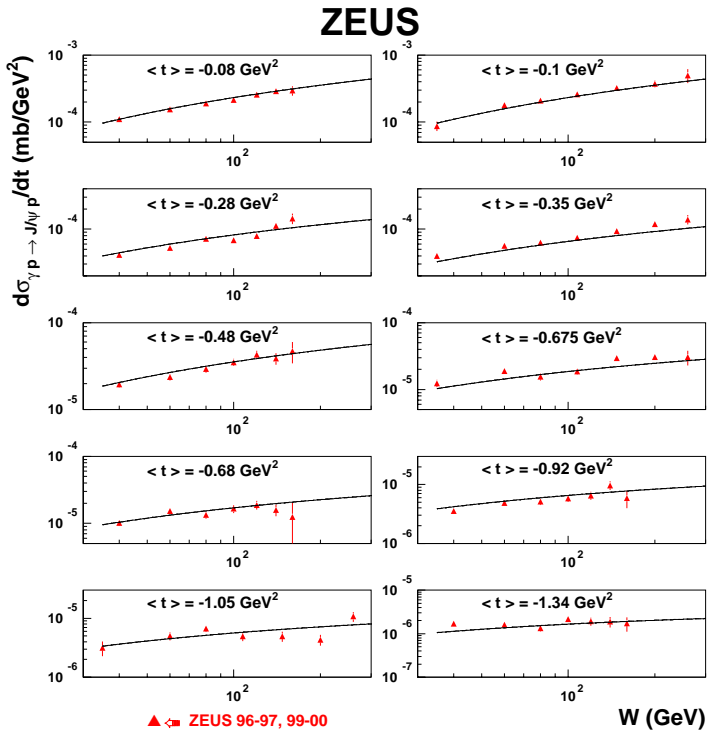 ZEUS
dσγ p → J/ψ p/dt (mb/GeV²)
10⁻³
10⁻⁴
< t > = -0.08 GeV²
10²
10⁻³
10⁻⁴
< t > = -0.1 GeV²
10²
10⁻⁴
< t > = -0.28 GeV²
10²
10⁻⁴
< t > = -0.35 GeV²
10²
10⁻⁴
10⁻⁵
< t > = -0.48 GeV²
10²
10⁻⁴
10⁻⁵
< t > = -0.675 GeV²
10²
10⁻⁴
10⁻⁵
< t > = -0.68 GeV²
10²
10⁻⁵
10⁻⁶
< t > = -0.92 GeV²
10²
10⁻⁵
10⁻⁶
< t > = -1.05 GeV²
10²
10⁻⁵
10⁻⁶
10⁻⁷
< t > = -1.34 GeV²
10²
ZEUS 96-97, 99-00
W (GeV)